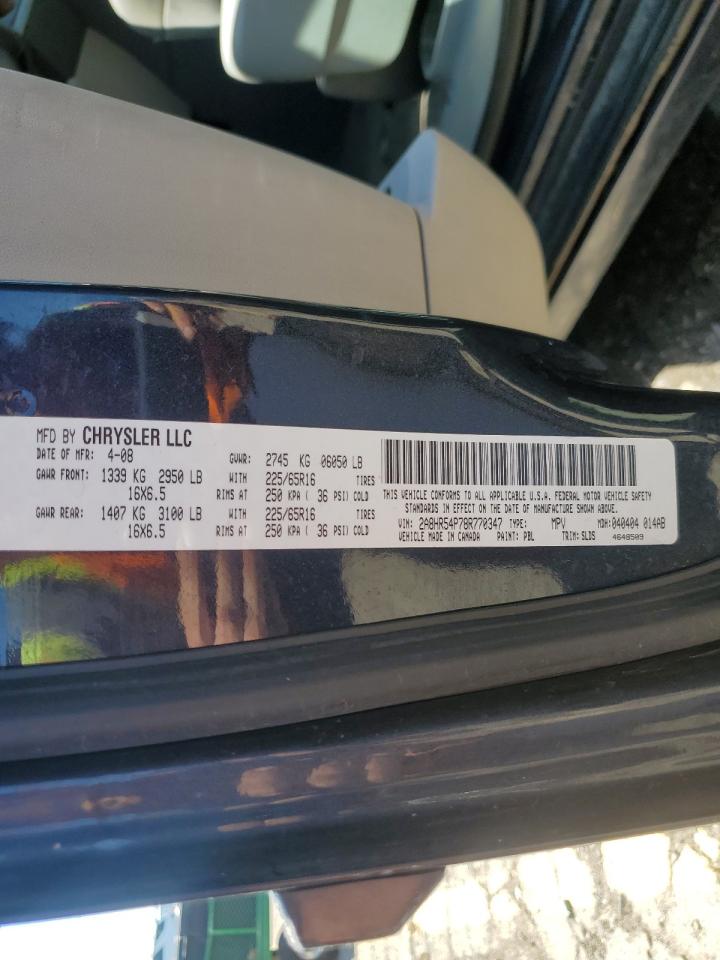 MFD BY CHRYSLER LLC
DATE OF MFR: 4-08 GVWR: 2745 KG 06050 LB
GAWR FRONT: 1339 KG 2950 LB WITH 225/65R16 TIRES
16X6.5 RIMS AT 250 KPA ( 36 PSI) COLD
GAWR REAR: 1407 KG 3100 LB WITH 225/65R16 TIRES
16X6.5 RIMS AT 250 KPA ( 36 PSI) COLD
THIS VEHICLE CONFORMS TO ALL APPLICABLE U.S.A. FEDERAL MOTOR VEHICLE SAFETY
STANDARDS IN EFFECT ON THE DATE OF MANUFACTURE SHOWN ABOVE.
VIN: 2A8HR54P78R770347 TYPE: MPV MDH: 040404 014AB
VEHICLE MADE IN CANADA PAINT: PBL TRIM: SLDS 4648509